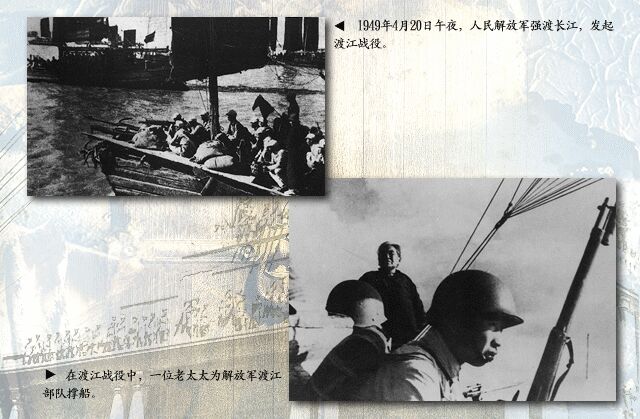 ◀ 1949年4月20日午夜，人民解放军强渡长江，发起
渡江战役。
▶ 在渡江战役中，一位老太太为解放军渡江
部队撑船。